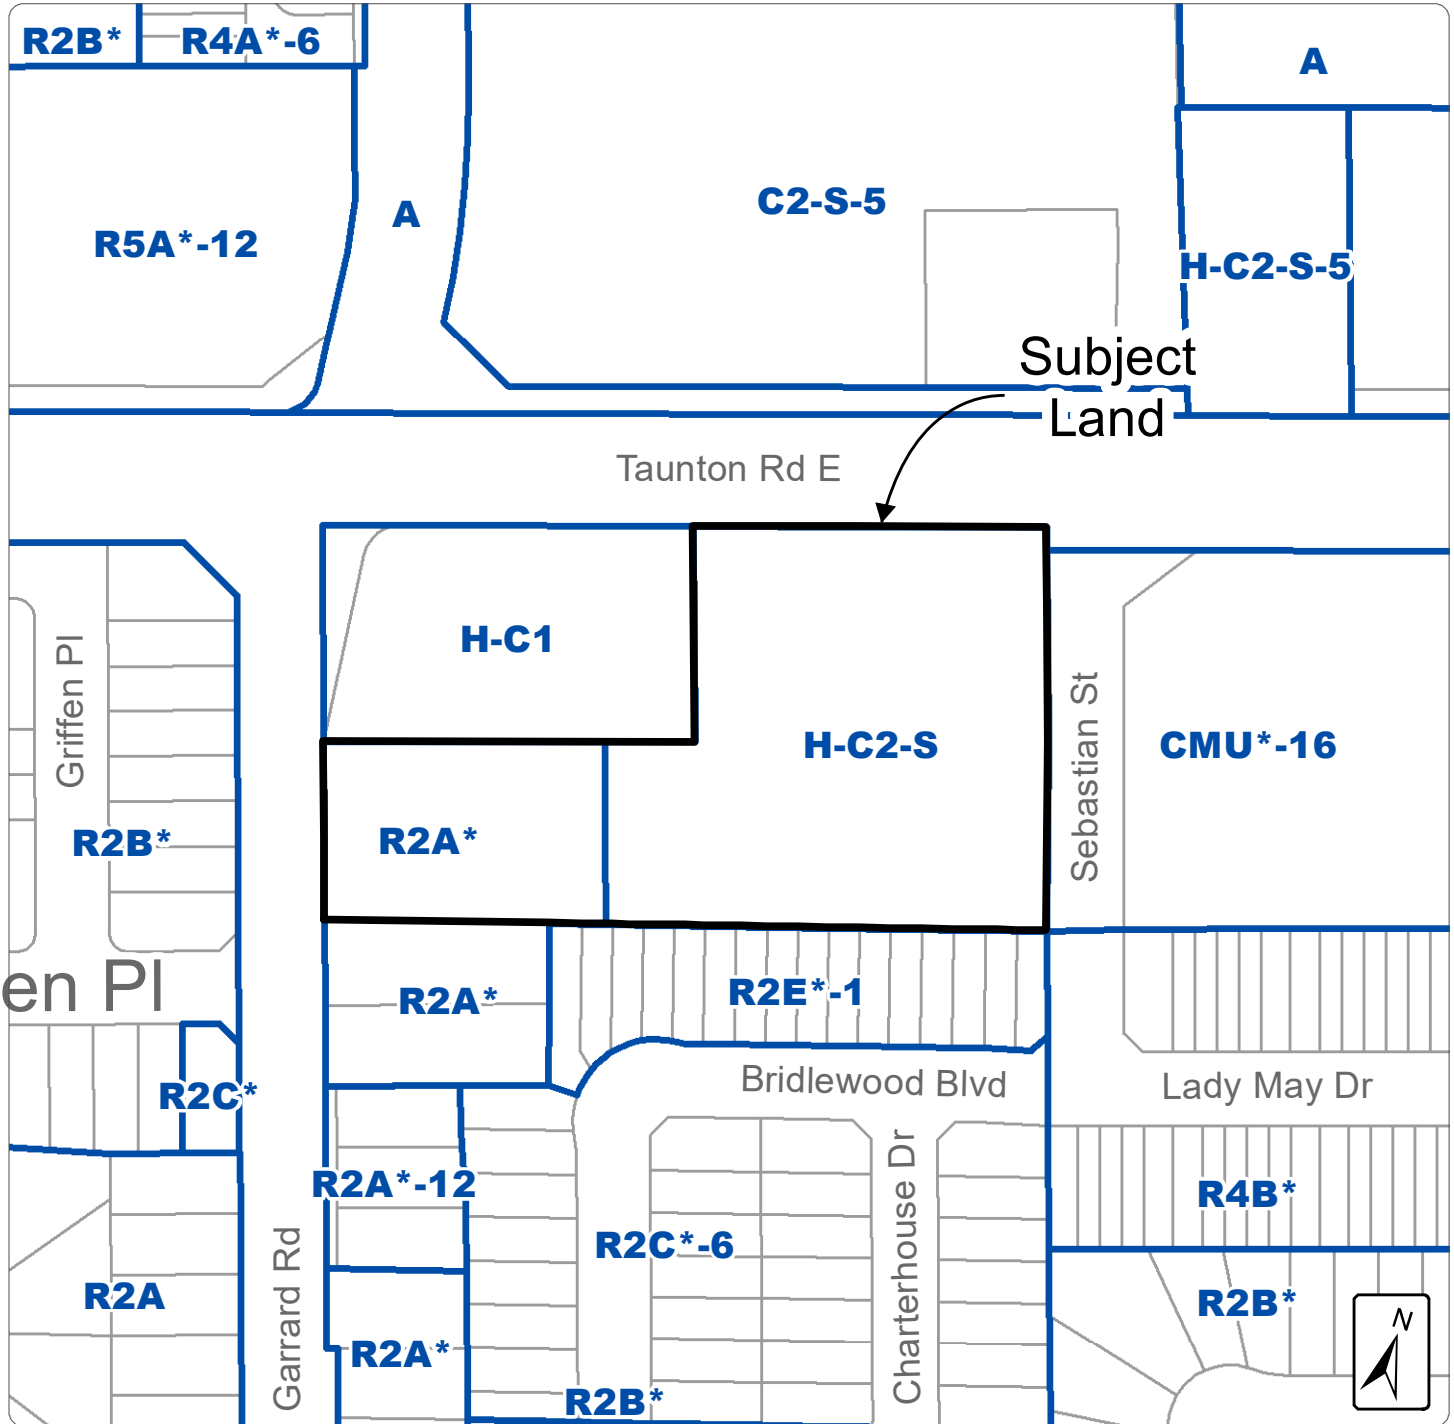 R2B*
R4A*-6
A
C2-S-5
A
R5A*-12
H-C2-S-5
Subject
Land
Taunton Rd E
H-C1
Griffen Pl
H-C2-S
Sebastian St
CMU*-16
R2B*
R2A*
en Pl
R2A*
R2E*-1
R2C*
Bridlewood Blvd
Lady May Dr
R2A*-12
R4B*
R2C*-6
Charterhouse Dr
R2A
Garrard Rd
R2B*
R2A*
R2B*
N